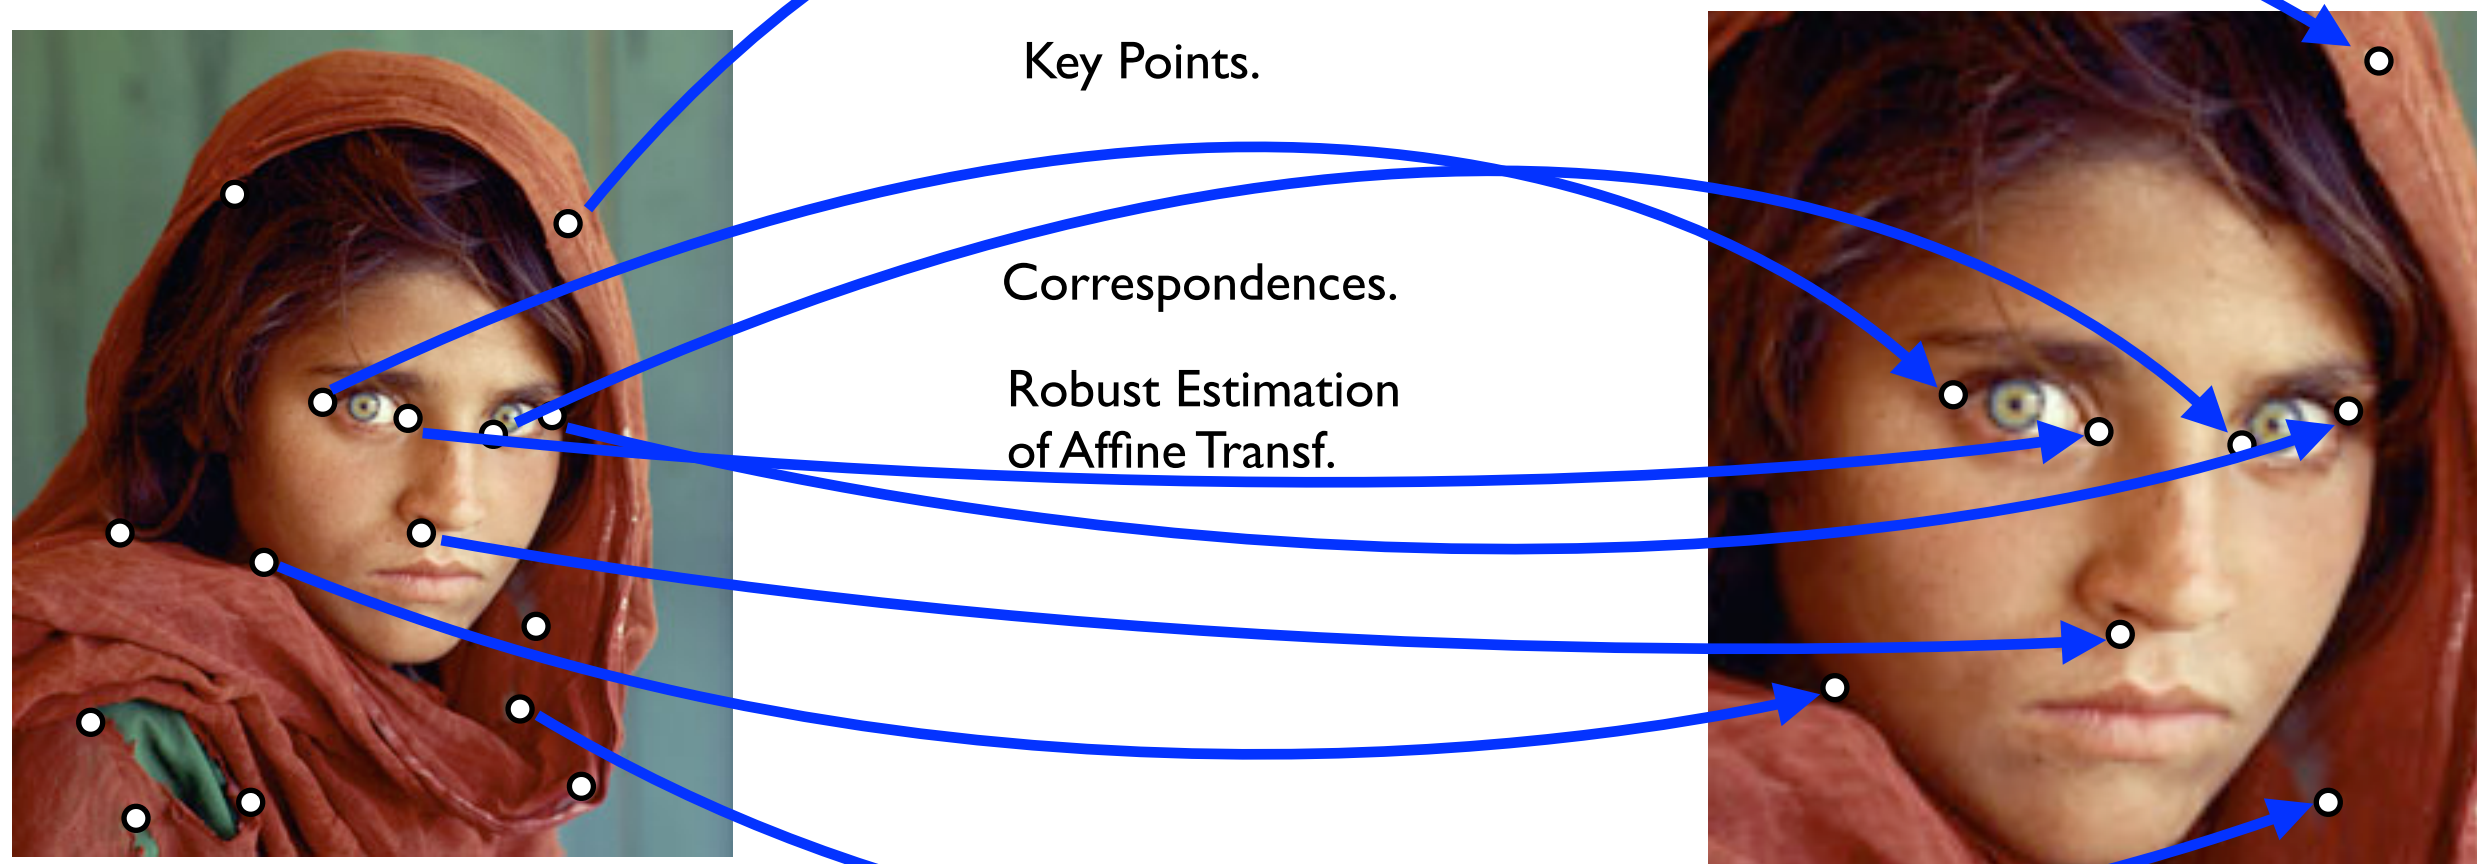 Key Points.
Correspondences.
Robust Estimation
of Affine Transf.